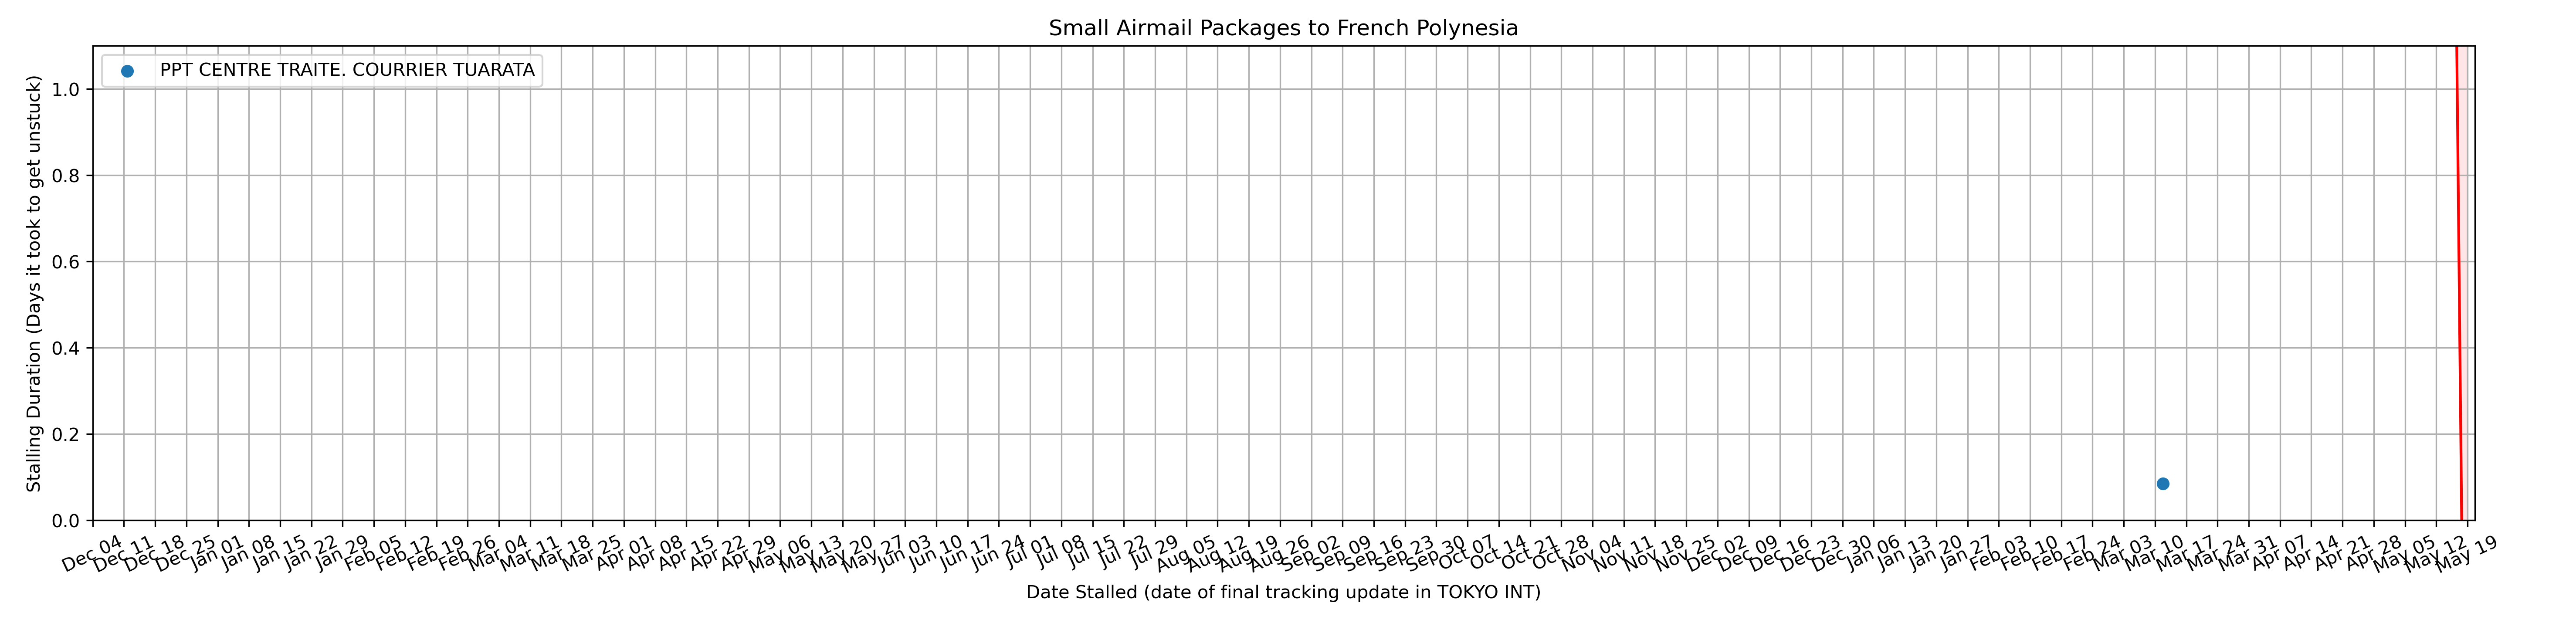 Small Airmail Packages to French Polynesia
PPT CENTRE TRAITE. COURRIER TUARATA
Stalling Duration (Days it took to get unstuck)
1.0
0.8
0.6
0.4
0.2
0.0
Dec 04 Dec 11 Dec 18 Dec 25 Jan 01 Jan 08 Jan 15 Jan 22 Jan 29 Feb 05 Feb 12 Feb 19 Feb 26 Mar 04 Mar 11 Mar 18 Mar 25 Apr 01 Apr 08 Apr 15 Apr 22 Apr 29 May 06 May 13 May 20 May 27 Jun 03 Jun 10 Jun 17 Jun 24 Jul 01 Jul 08 Jul 15 Jul 22 Jul 29 Aug 05 Aug 12 Aug 19 Aug 26 Sep 02 Sep 09 Sep 16 Sep 23 Sep 30 Oct 07 Oct 14 Oct 21 Oct 28 Nov 04 Nov 11 Nov 18 Nov 25 Dec 02 Dec 09 Dec 16 Dec 23 Dec 30 Jan 06 Jan 13 Jan 20 Jan 27 Feb 03 Feb 10 Feb 17 Feb 24 Mar 03 Mar 10 Mar 17 Mar 24 Mar 31 Apr 07 Apr 14 Apr 21 Apr 28 May 05 May 12 May 19
Date Stalled (date of final tracking update in TOKYO INT)